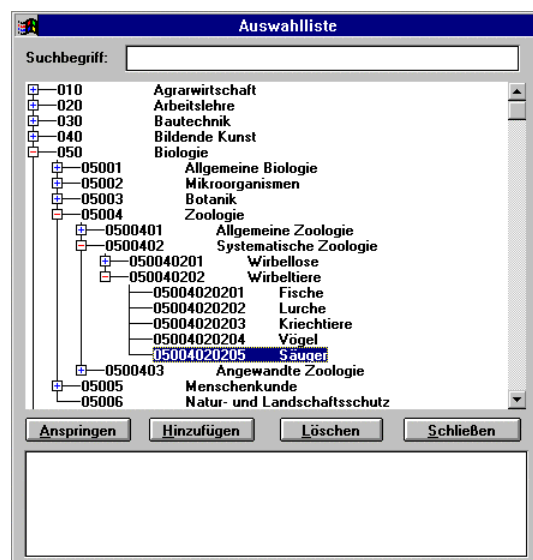 Auswahlliste
Suchbegriff:
010 Agrarwirtschaft
020 Arbeitslehre
030 Bautechnik
040 Bildende Kunst
050 Biologie
05001 Allgemeine Biologie
05002 Mikroorganismen
05003 Botanik
05004 Zoologie
0500401 Allgemeine Zoologie
0500402 Systematische Zoologie
050040201 Wirbellose
050040202 Wirbeltiere
05004020201 Fische
05004020202 Lurche
05004020203 Kriechtiere
05004020204 Vögel
05004020205 Säuger
0500403 Angewandte Zoologie
05005 Menschenkunde
05006 Natur- und Landschaftsschutz
Anspringen Hinzufügen Löschen Schließen